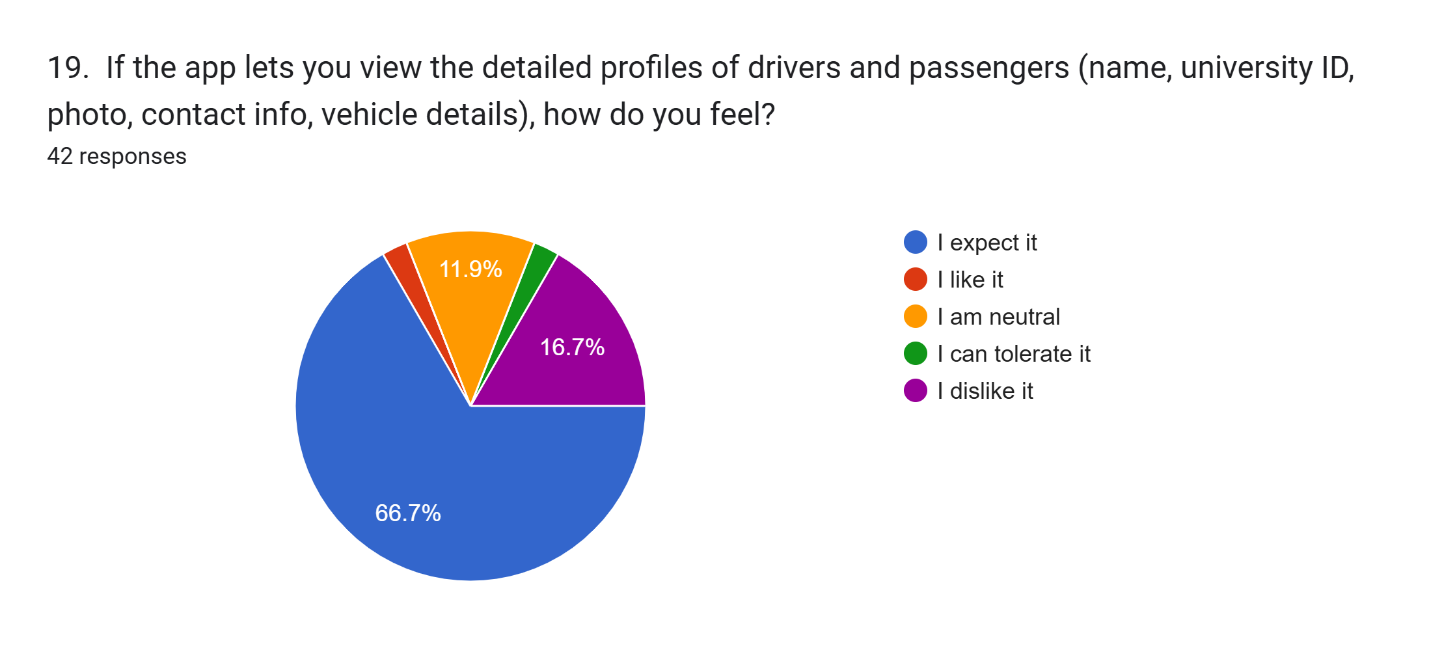 19. If the app lets you view the detailed profiles of drivers and passengers (name, university ID,
photo, contact info, vehicle details), how do you feel?
42 responses
11.9%
16.7%
66.7%
I expect it
I like it
I am neutral
I can tolerate it
I dislike it